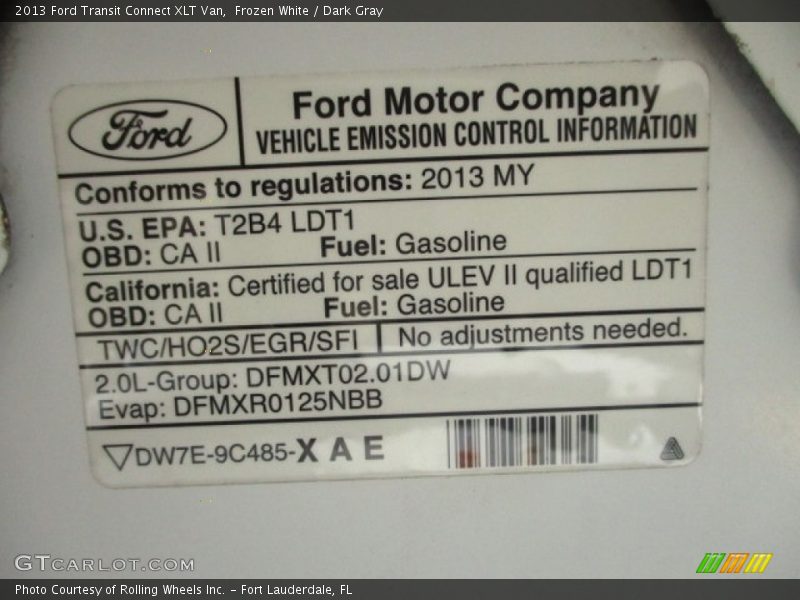 2013 Ford Transit Connect XLT Van,  Frozen White / Dark Gray
Ford
Ford Motor Company
VEHICLE EMISSION CONTROL INFORMATION
Conforms to regulations: 2013 MY
U.S. EPA: T2B4 LDT1
OBD: CA II Fuel: Gasoline
California: Certified for sale ULEV II qualified LDT1
OBD: CA II Fuel: Gasoline
TWC/HO2S/EGR/SFI No adjustments needed.
2.0L-Group: DFMXT02.01DW
Evap: DFMXR0125NBB
DW7E-9C485-XAE
GTCARLOT.COM
Photo Courtesy of Rolling Wheels Inc. – Fort Lauderdale, FL